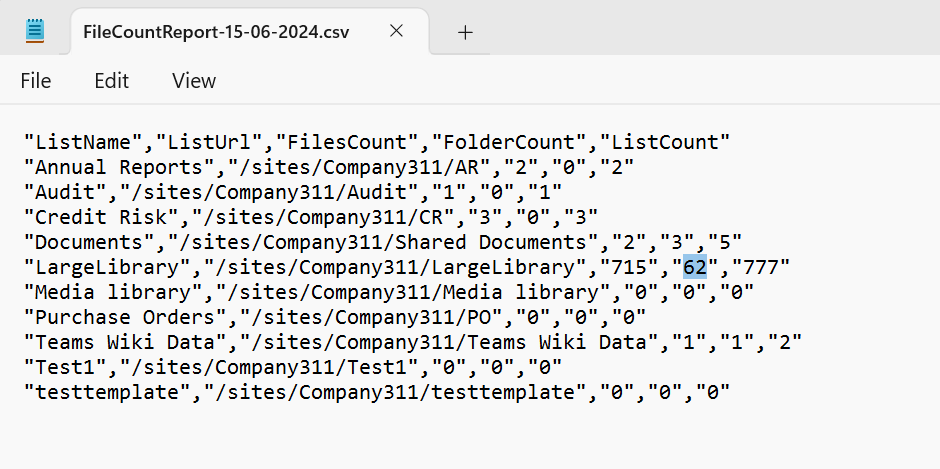 FileCountReport-15-06-2024.csv
File Edit View
"ListName","ListUrl","FilesCount","FolderCount","ListCount"
"Annual Reports","/sites/Company311/AR","2","0","2"
"Audit","/sites/Company311/Audit","1","0","1"
"Credit Risk","/sites/Company311/CR","3","0","3"
"Documents","/sites/Company311/Shared Documents","2","3","5"
"LargeLibrary","/sites/Company311/LargeLibrary","715","62","777"
"Media library","/sites/Company311/Media library","0","0","0"
"Purchase Orders","/sites/Company311/PO","0","0","0"
"Teams Wiki Data","/sites/Company311/Teams Wiki Data","1","1","2"
"Test1","/sites/Company311/Test1","0","0","0"
"testtemplate","/sites/Company311/testtemplate","0","0","0"